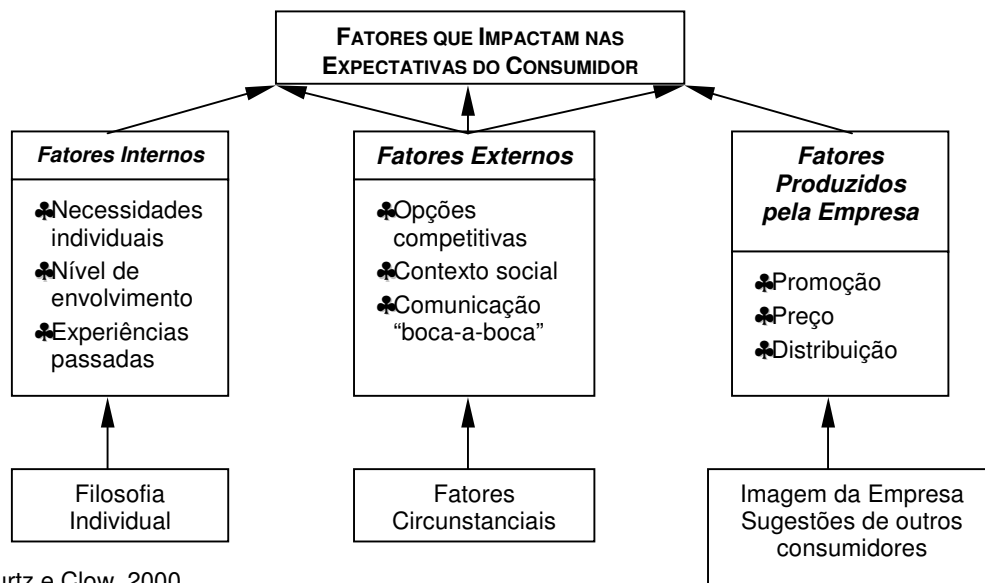 FATORES QUE IMPACTAM NAS
EXPECTATIVAS DO CONSUMIDOR
Fatores Internos
♣Necessidades
individuais
♣Nível de
envolvimento
♣Experiências
passadas
Fatores Externos
♣Opções
competitivas
♣Contexto social
♣Comunicação
“boca-a-boca”
Fatores
Produzidos
pela Empresa
♣Promoção
♣Preço
♣Distribuição
Filosofia
Individual
Fatores
Circunstanciais
Imagem da Empresa
Sugestões de outros
consumidores
e Clow, 2000